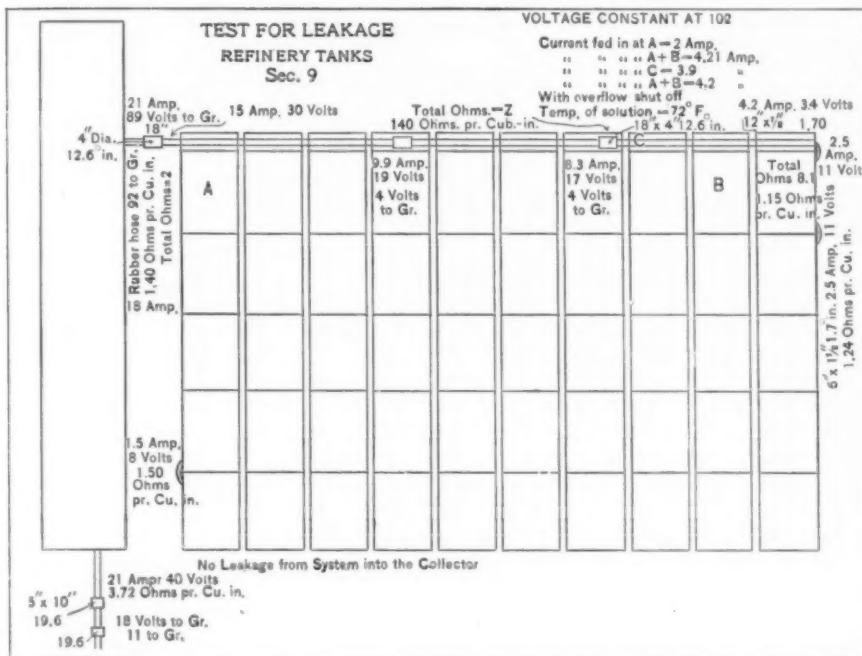 TEST FOR LEAKAGE
REFINERY TANKS
Sec. 9
VOLTAGE CONSTANT AT 102
Current fed in at A=2 Amp.
" " " " A+B=4.21 Amp,
" " " " C=3.9 "
" " " " A+B=4.2 "
With overflow shut off
Temp, of solution,=72° F.
21 Amp,
89 Volts to Gr.
18"
15 Amp, 30 Volts
Total Ohms.=Z
140 Ohms. pr. Cub.-in.
18" x 4" 12.6 in.
C
4.2 Amp, 3.4 Volts
12" x 1/8
1,70
4" Dia.
12.6" in.
2.5
Amp,
11 Volt
Rubber hose 92 to Gr.
1,40 Ohms pr. Cu. in.
Total Ohms=2
A
9.9 Amp,
19 Volts
4 Volts
to Gr.
8.3 Amp,
17 Volts
4 Volts
to Gr.
B
Total
Ohms 8.1
1.15 Ohms
pr. Cu. in.
6" x 1 1/8" 1.7 in. 2.5 Amp, 11 Volts
1,24 Ohms pr. Cu. in.
18 Amp,
1.5 Amp,
8 Volts
1.50
Ohms
pr. Cu. in.
No Leakage from System into the Collector
21 Ampr 40 Volts
3.72 Ohms pr. Cu. in.
5" x 10"
19.6
18 Volts to Gr.
11 to Gr.
19.6